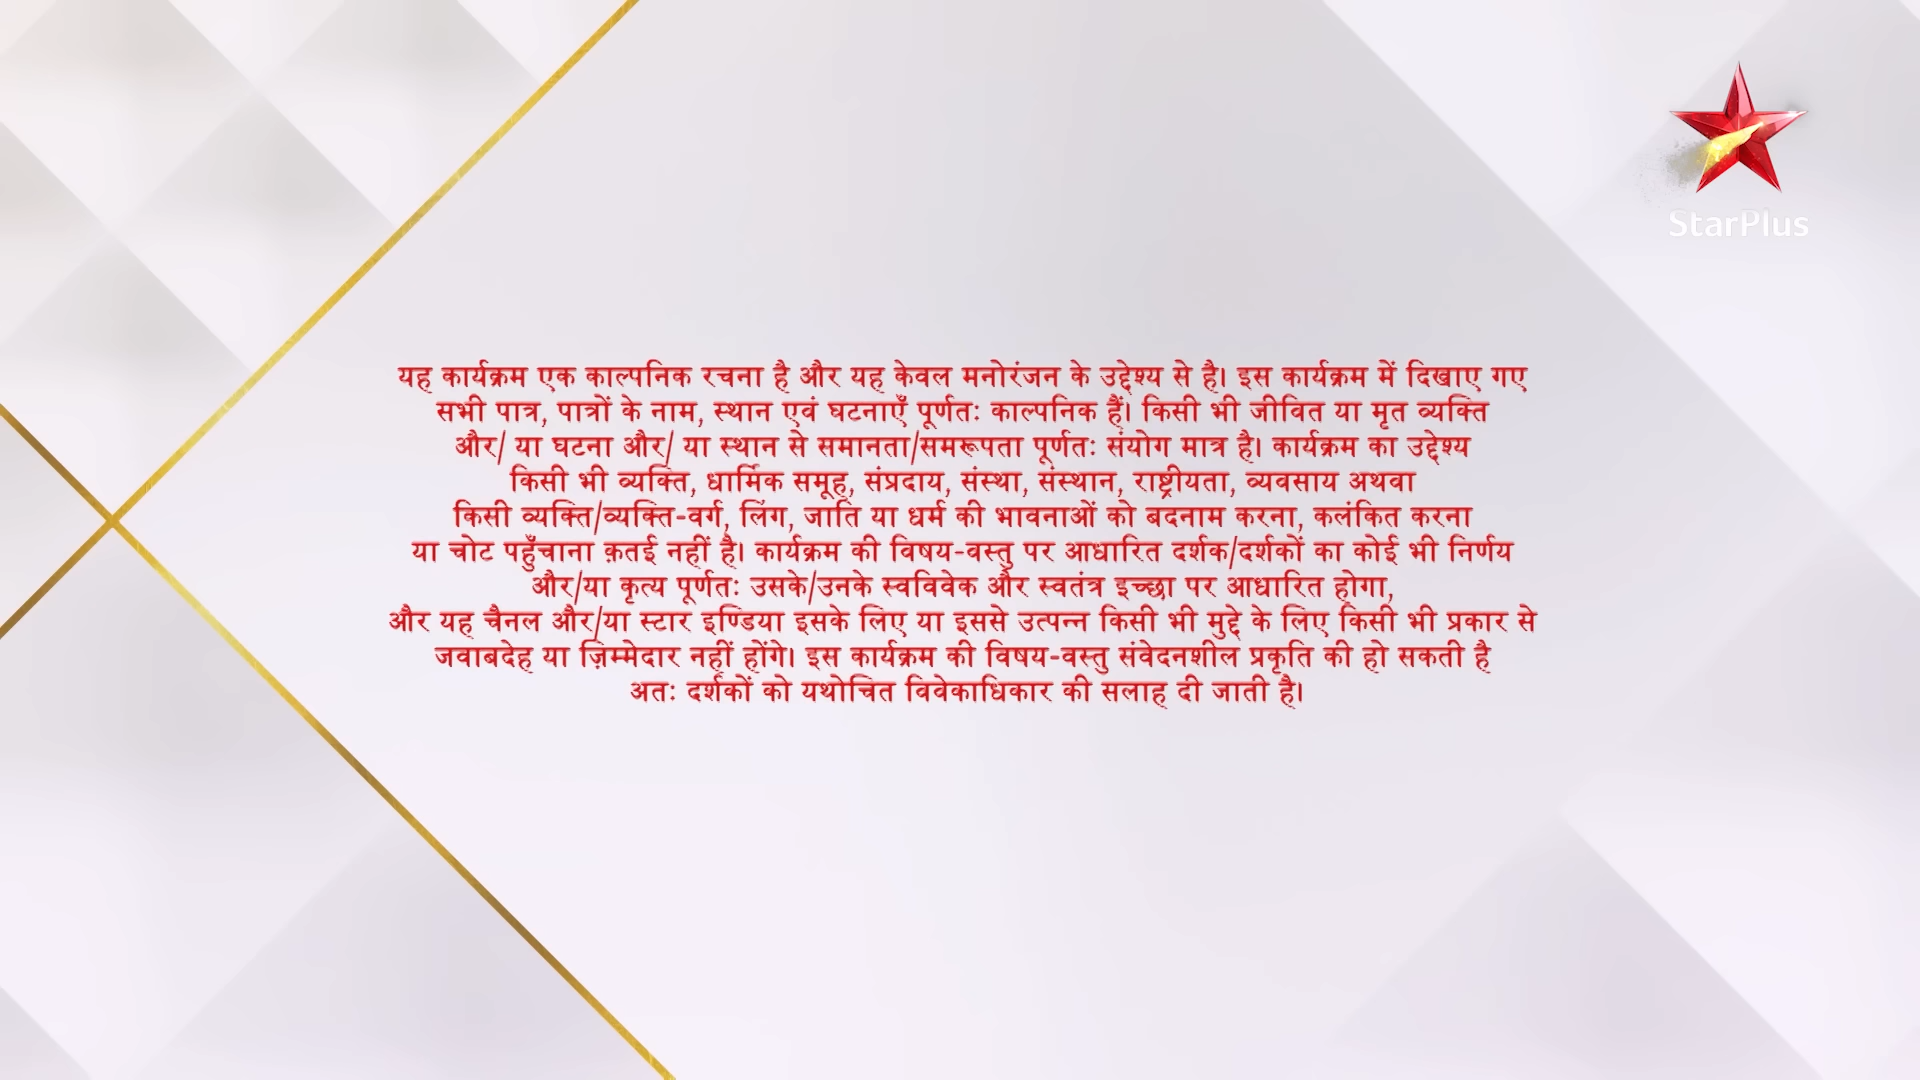 StarPlus
यह कार्यक्रम एक काल्पनिक रचना है और यह केवल मनोरंजन के उद्देश्य से है। इस कार्यक्रम में दिखाए गए
सभी पात्र, पात्रों के नाम, स्थान एवं घटनाएँ पूर्णतः काल्पनिक हैं। किसी भी जीवित या मृत व्यक्ति
और/ या घटना और/ या स्थान से समानता/समरूपता पूर्णतः संयोग मात्र है। कार्यक्रम का उद्देश्य
किसी भी व्यक्ति, धार्मिक समूह, संप्रदाय, संस्था, संस्थान, राष्ट्रीयता, व्यवसाय अथवा
किसी व्यक्ति/व्यक्ति-वर्ग, लिंग, जाति या धर्म की भावनाओं को बदनाम करना, कलंकित करना
या चोट पहुँचाना क़तई नहीं है। कार्यक्रम की विषय-वस्तु पर आधारित दर्शक/दर्शकों का कोई भी निर्णय
और/या कृत्य पूर्णतः उसके/उनके स्वविवेक और स्वतंत्र इच्छा पर आधारित होगा,
और यह चैनल और/या स्टार इण्डिया इसके लिए या इससे उत्पन्न किसी भी मुद्दे के लिए किसी भी प्रकार से
जवाबदेह या ज़िम्मेदार नहीं होंगे। इस कार्यक्रम की विषय-वस्तु संवेदनशील प्रकृति की हो सकती है
अतः दर्शकों को यथोचित विवेकाधिकार की सलाह दी जाती है।